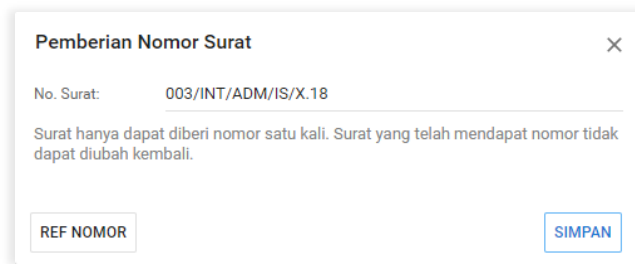 Pemberian Nomor Surat
No. Surat: 003/INT/ADM/IS/X.18
Surat hanya dapat diberi nomor satu kali. Surat yang telah mendapat nomor tidak
dapat diubah kembali.
REF NOMOR SIMPAN